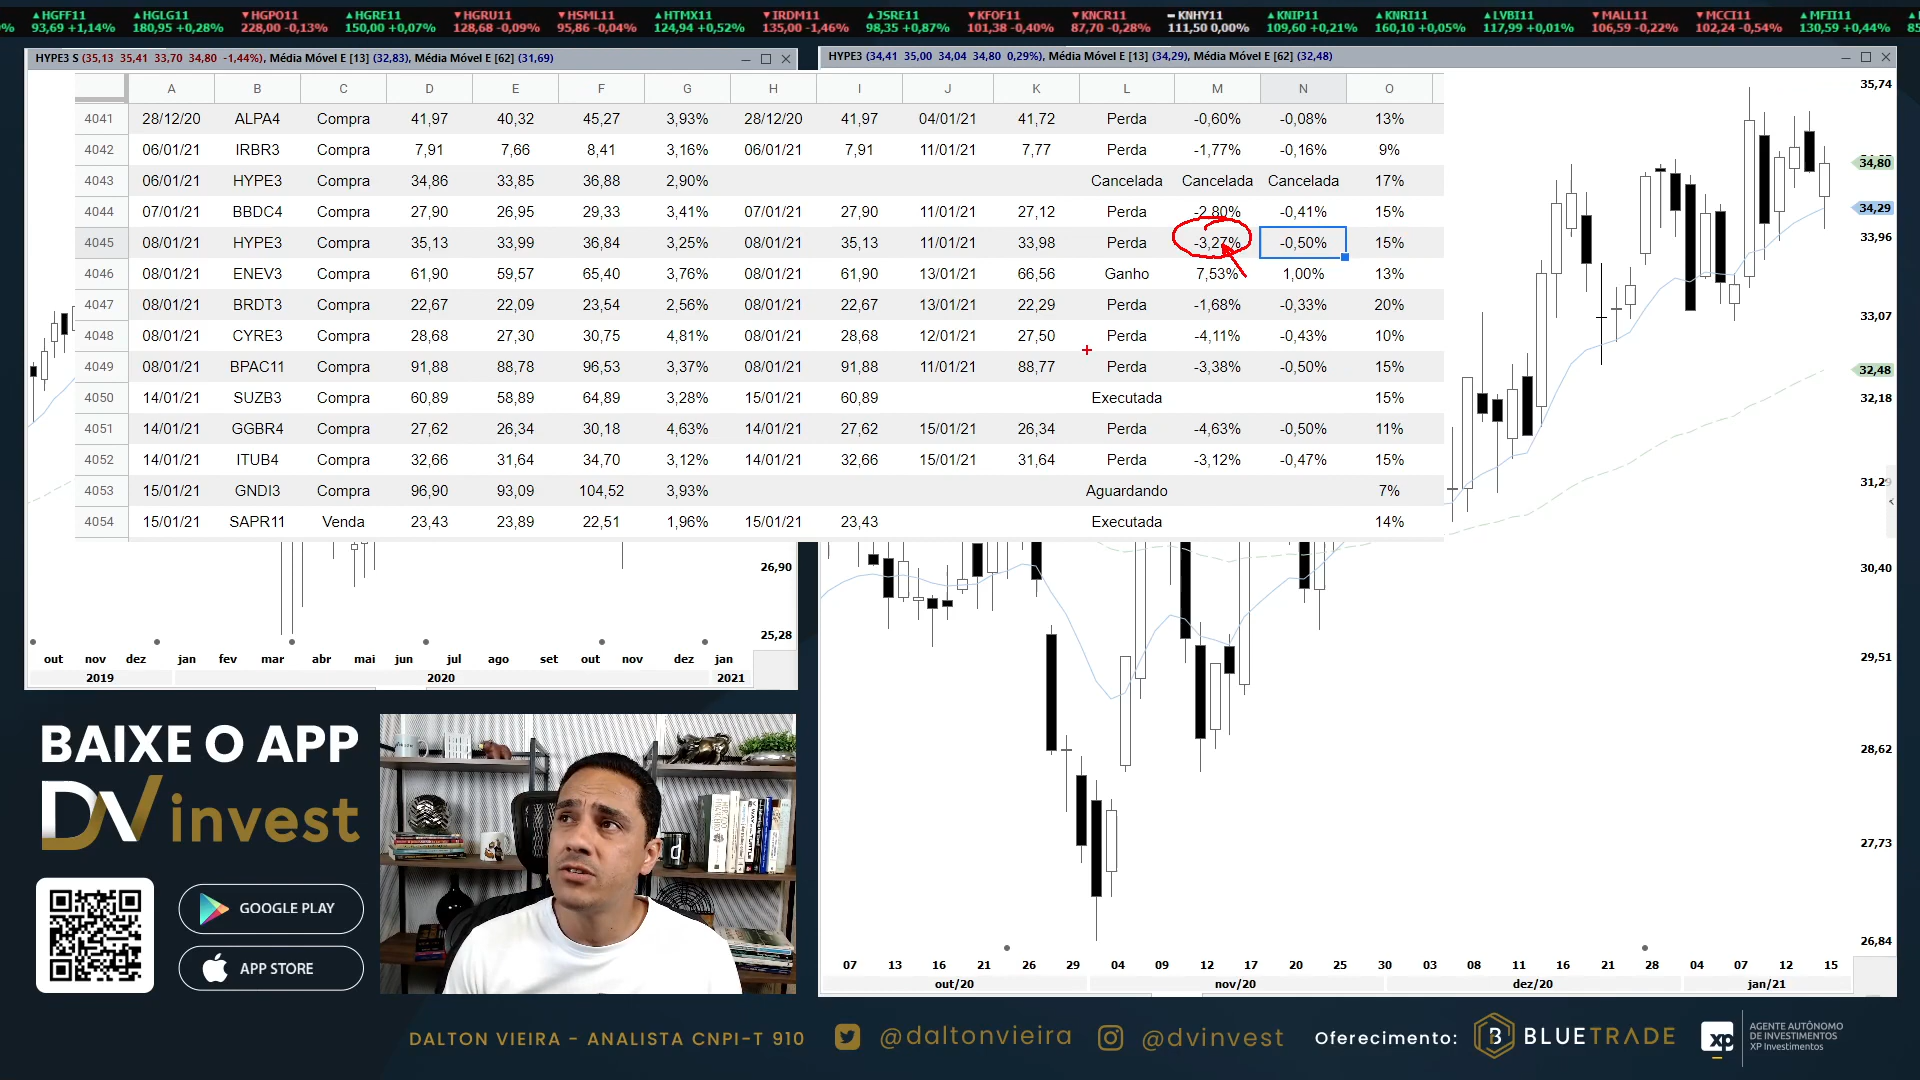 ▲HGFF11 ▲HGLG11 ▼HGPO11 ▲HGRE11 ▼HGRU11 ▼HSML11 ▲HTMX11 ▼IRDM11 ▲JSRE11 ▼KFOF11 ▼KNCR11 KNHY11 ▲KNIP11 ▲KNRI11 ▲LVBI11 ▼MALL11 ▼MCCI11 ▲MFII11
93,69 +1,14% 180,95 +0,28% 228,00 -0,13% 150,00 +0,07% 128,68 -0,09% 95,86 -0,04% 124,94 +0,52% 135,00 -1,46% 98,35 +0,87% 101,38 -0,40% 87,70 -0,28% 111,50 0,00% 109,60 +0,21% 160,10 +0,05% 117,99 +0,01% 106,59 -0,22% 102,24 -0,54% 130,59 +0,44%
HYPE3 S (35,13 35,41 33,70 34,80 -1,44%), Média Móvel E [13] (32,83), Média Móvel E [62] (31,69)
HYPE3 (34,41 35,00 34,04 34,80 0,29%), Média Móvel E [13] (34,29), Média Móvel E [62] (32,48)
A B C D E F G H I J K L M N O
4041 28/12/20 ALPA4 Compra 41,97 40,32 45,27 3,93% 28/12/20 41,97 04/01/21 41,72 Perda -0,60% -0,08% 13%
4042 06/01/21 IRBR3 Compra 7,91 7,66 8,41 3,16% 06/01/21 7,91 11/01/21 7,77 Perda -1,77% -0,16% 9%
4043 06/01/21 HYPE3 Compra 34,86 33,85 36,88 2,90% Cancelada Cancelada Cancelada 17%
4044 07/01/21 BBDC4 Compra 27,90 26,95 29,33 3,41% 07/01/21 27,90 11/01/21 27,12 Perda -2,80% -0,41% 15%
4045 08/01/21 HYPE3 Compra 35,13 33,99 36,84 3,25% 08/01/21 35,13 11/01/21 33,98 Perda -3,27% -0,50% 15%
4046 08/01/21 ENEV3 Compra 61,90 59,57 65,40 3,76% 08/01/21 61,90 13/01/21 66,56 Ganho 7,53% 1,00% 13%
4047 08/01/21 BRDT3 Compra 22,67 22,09 23,54 2,56% 08/01/21 22,67 13/01/21 22,29 Perda -1,68% -0,33% 20%
4048 08/01/21 CYRE3 Compra 28,68 27,30 30,75 4,81% 08/01/21 28,68 12/01/21 27,50 Perda -4,11% -0,43% 10%
4049 08/01/21 BPAC11 Compra 91,88 88,78 96,53 3,37% 08/01/21 91,88 11/01/21 88,77 Perda -3,38% -0,50% 15%
4050 14/01/21 SUZB3 Compra 60,89 58,89 64,89 3,28% 15/01/21 60,89 Executada 15%
4051 14/01/21 GGBR4 Compra 27,62 26,34 30,18 4,63% 14/01/21 27,62 15/01/21 26,34 Perda -4,63% -0,50% 11%
4052 14/01/21 ITUB4 Compra 32,66 31,64 34,70 3,12% 14/01/21 32,66 15/01/21 31,64 Perda -3,12% -0,47% 15%
4053 15/01/21 GNDI3 Compra 96,90 93,09 104,52 3,93% Aguardando 7%
4054 15/01/21 SAPR11 Venda 23,43 23,89 22,51 1,96% 15/01/21 23,43 Executada 14%
26,90
25,28
out nov dez jan fev mar abr mai jun jul ago set out nov dez jan
2019 2020 2021
35,74
34,80
34,29
33,96
33,07
32,48
32,18
31,29
30,40
29,51
28,62
27,73
26,84
07 13 16 21 26 29 04 09 12 17 20 25 30 03 08 11 16 21 28 04 07 12 15
out/20 nov/20 dez/20 jan/21
BAIXE O APP
DV invest
GOOGLE PLAY
APP STORE
d
DALTON VIEIRA – ANALISTA CNPI-T 910
@daltonvieira
@dvinvest
Oferecimento:
BLUETRADE
xp
AGENTE AUTÔNOMO
DE INVESTIMENTOS
XP Investimentos